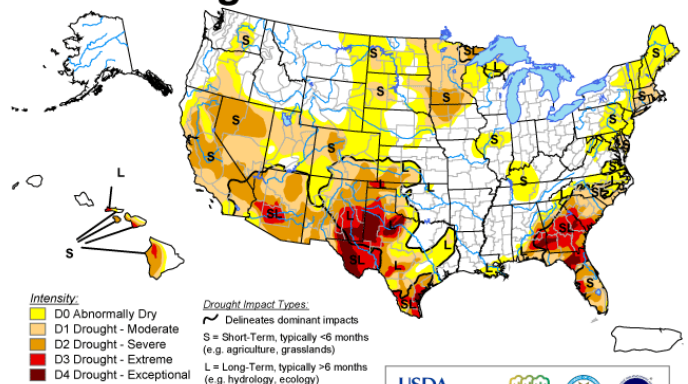 Intensity:
D0 Abnormally Dry
D1 Drought - Moderate
D2 Drought - Severe
D3 Drought - Extreme
D4 Drought - Exceptional
Drought Impact Types:
Delineates dominant impacts
S = Short-Term, typically <6 months
(e.g. agriculture, grasslands)
L = Long-Term, typically >6 months
(e.g. hydrology, ecology)
USDA
L
S
S
S
S
S
S
S
SL
SL
L
S
SL
L
L
L
L
SL
L
S
S
L
SL
L
S
S
S
S